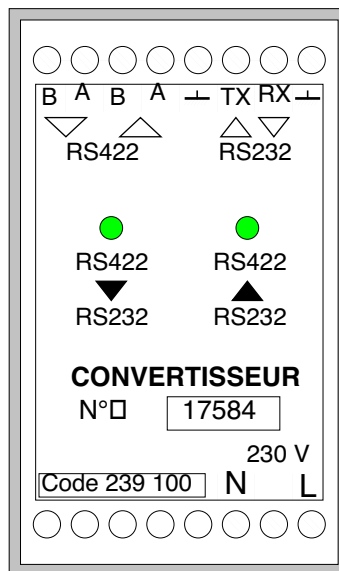 B A B A TX RX
RS422 RS232
RS422 RS422
RS232 RS232
CONVERTISSEUR
N° 17584
230 V
Code 239 100 N L